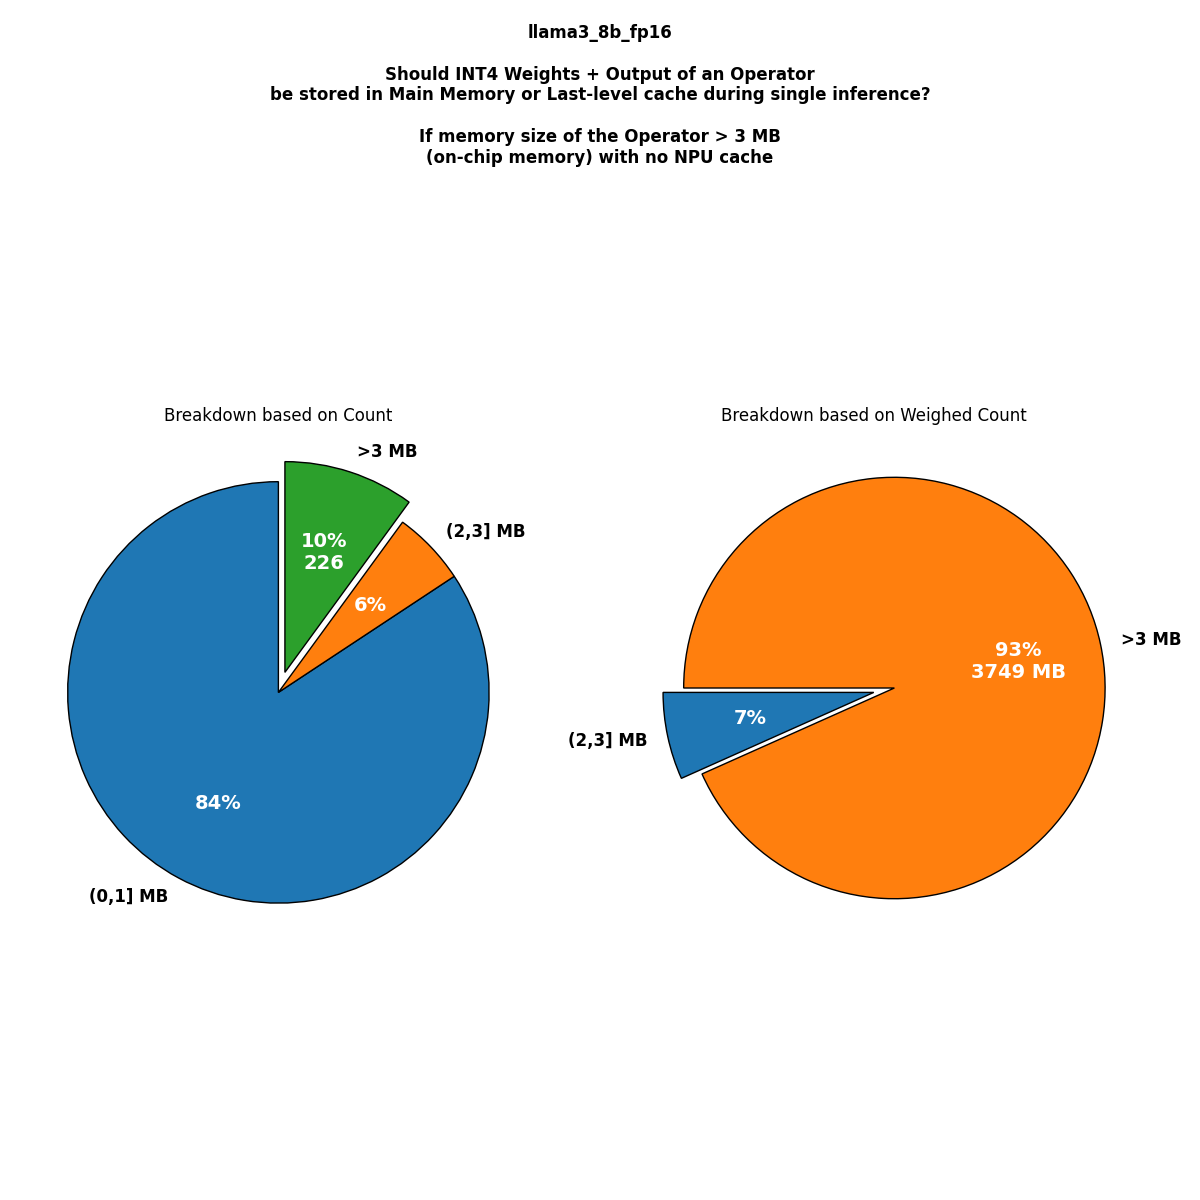 llama3_8b_fp16
Should INT4 Weights + Output of an Operator
be stored in Main Memory or Last-level cache during single inference?
If memory size of the Operator > 3 MB
(on-chip memory) with no NPU cache
Breakdown based on Count
>3 MB
(2,3] MB
10%
226
6%
84%
(0,1] MB
Breakdown based on Weighed Count
>3 MB
93%
3749 MB
7%
(2,3] MB